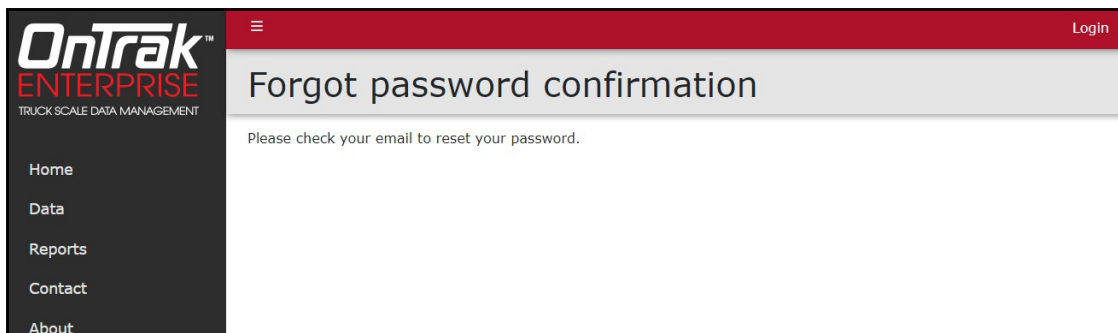 OnTrak™
ENTERPRISE
TRUCK SCALE DATA MANAGEMENT
Home
Data
Reports
Contact
About
Login
Forgot password confirmation
Please check your email to reset your password.